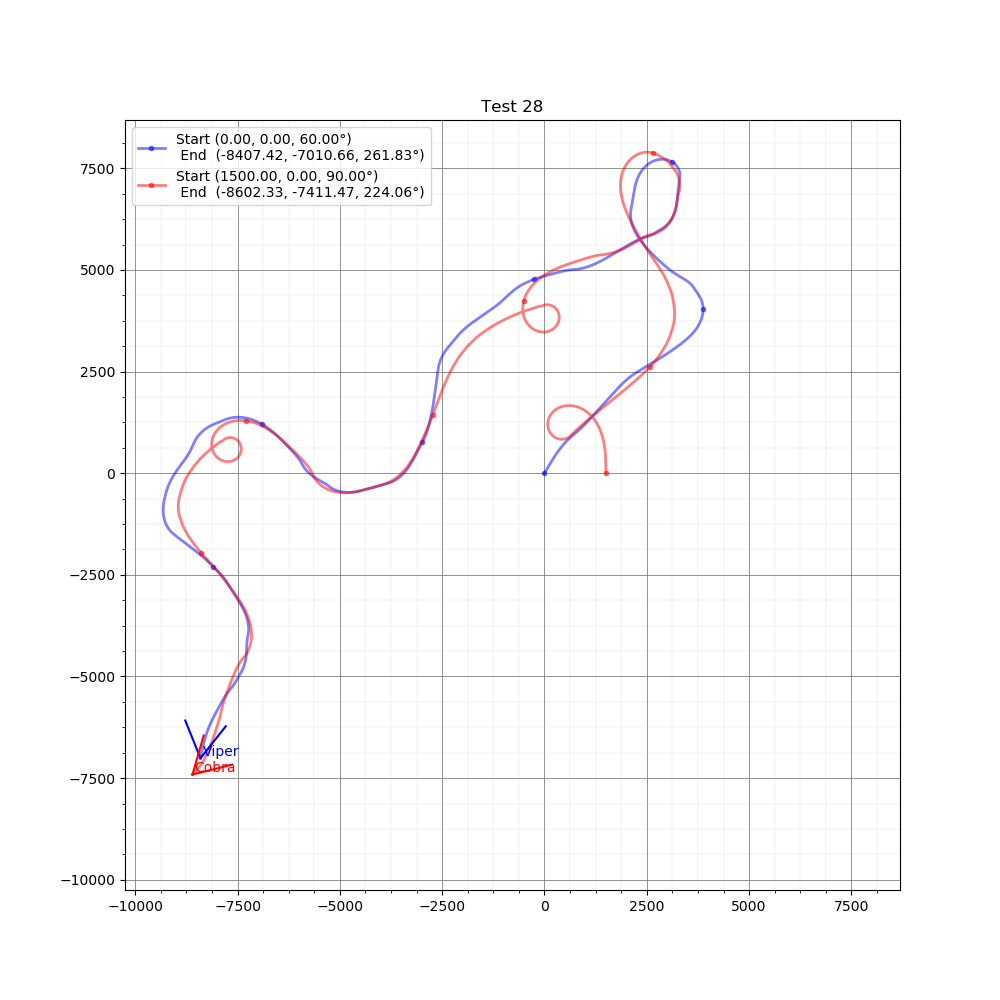 Test 28
Start (0.00, 0.00, 60.00°)
End (-8407.42, -7010.66, 261.83°)
Start (1500.00, 0.00, 90.00°)
End (-8602.33, -7411.47, 224.06°)
7500
5000
2500
0
−2500
−5000
−7500
−10000
Viper
Cobra
−10000 −7500 −5000 −2500 0 2500 5000 7500